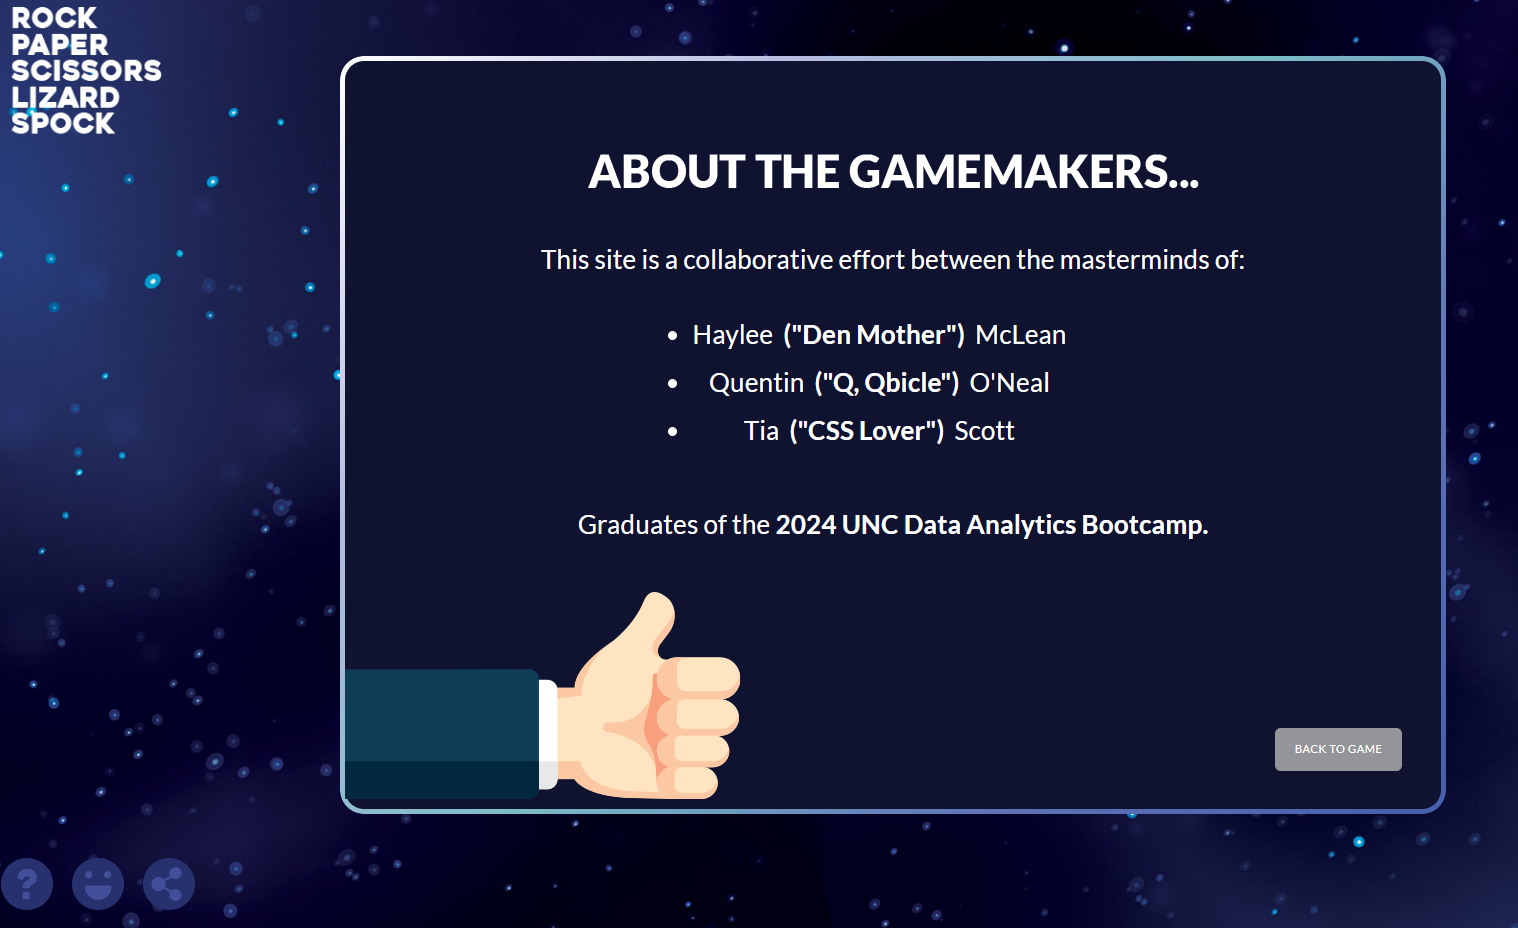 ROCK
PAPER
SCISSORS
LIZARD
SPOCK
ABOUT THE GAMEMAKERS...
This site is a collaborative effort between the masterminds of:
• Haylee ("Den Mother") McLean
• Quentin ("Q, Qbicle") O'Neal
• Tia ("CSS Lover") Scott
Graduates of the 2024 UNC Data Analytics Bootcamp.
BACK TO GAME
?